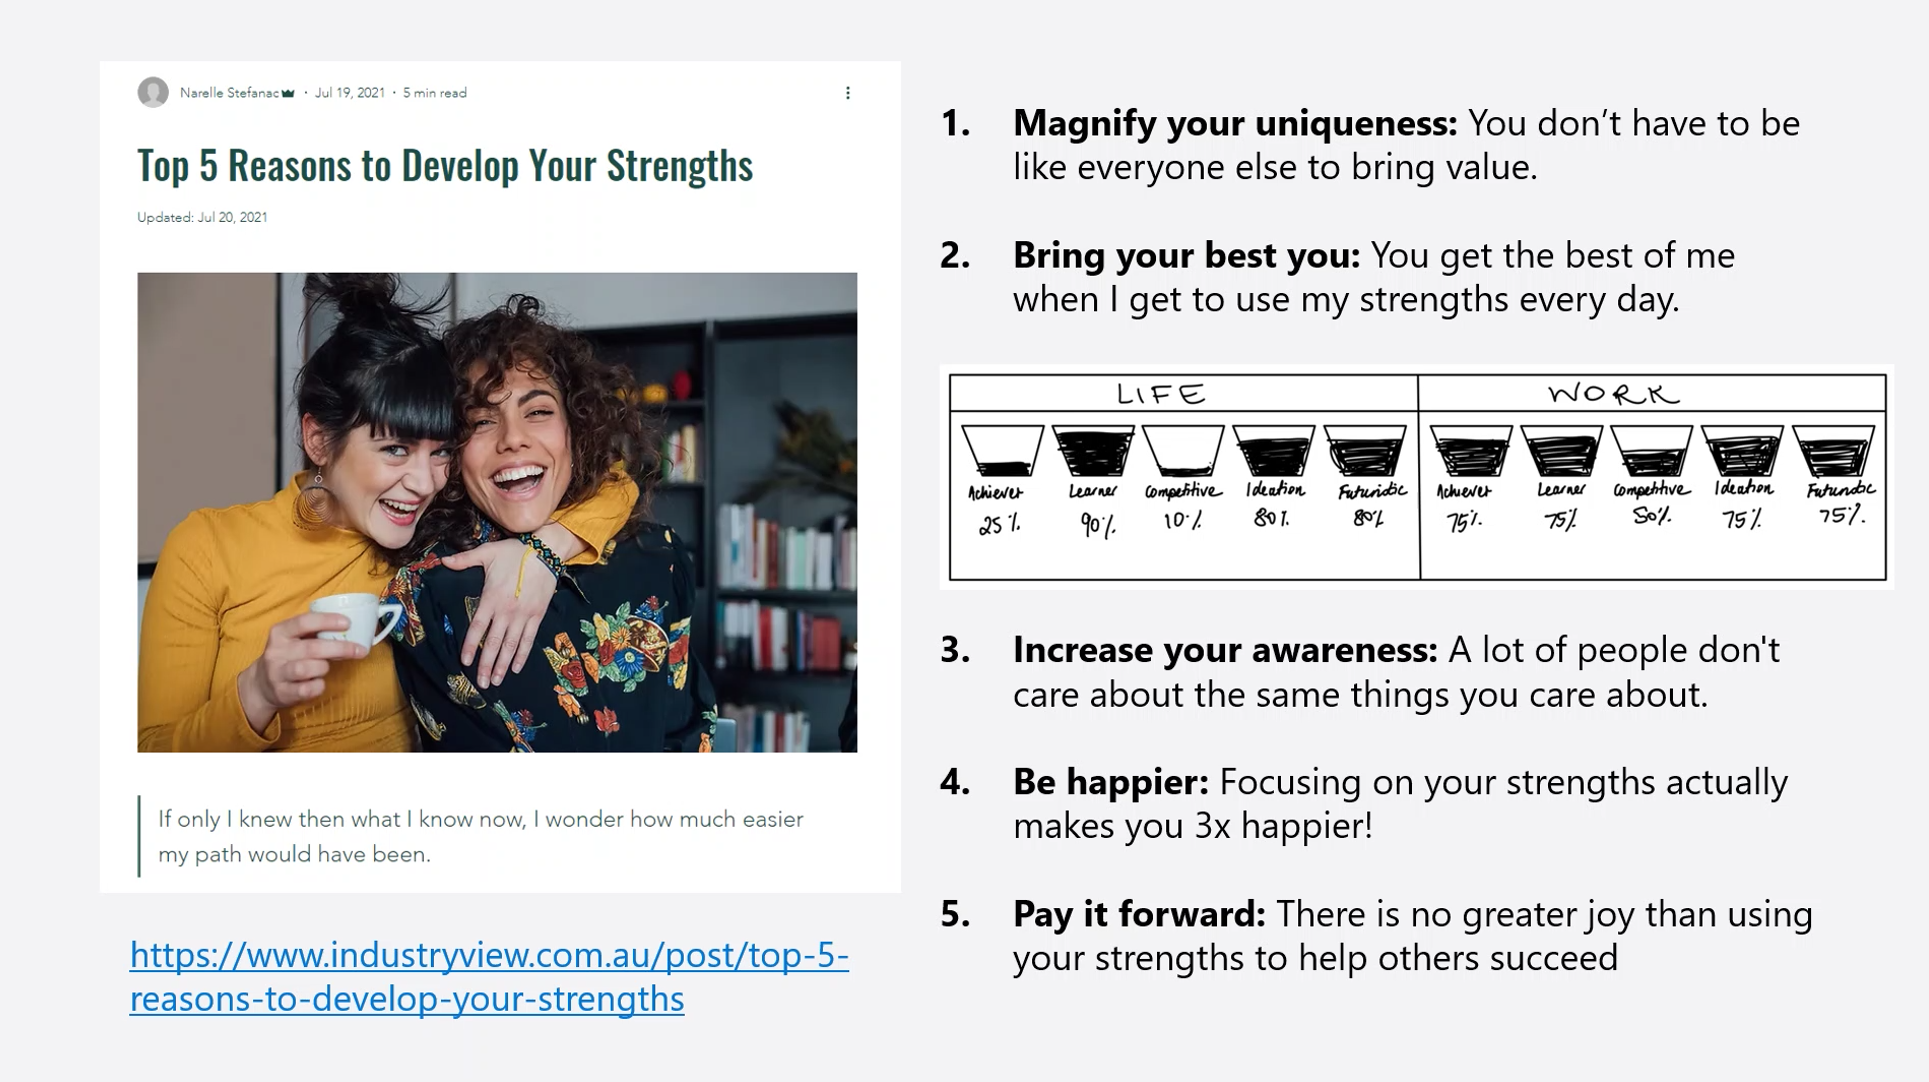 Narelle Stefanac · Jul 19, 2021 · 5 min read
Top 5 Reasons to Develop Your Strengths
Updated: Jul 20, 2021
If only I knew then what I know now, I wonder how much easier
my path would have been.
https://www.industryview.com.au/post/top-5-
reasons-to-develop-your-strengths
1. Magnify your uniqueness: You don’t have to be
like everyone else to bring value.
2. Bring your best you: You get the best of me
when I get to use my strengths every day.
LIFE WORK
Achiever Learner Competitive Ideation Futuristic Achiever Learner Competitive Ideation Futuristic
25% 90% 10% 80% 80% 75% 75% 50% 75% 75%
3. Increase your awareness: A lot of people don't
care about the same things you care about.
4. Be happier: Focusing on your strengths actually
makes you 3x happier!
5. Pay it forward: There is no greater joy than using
your strengths to help others succeed